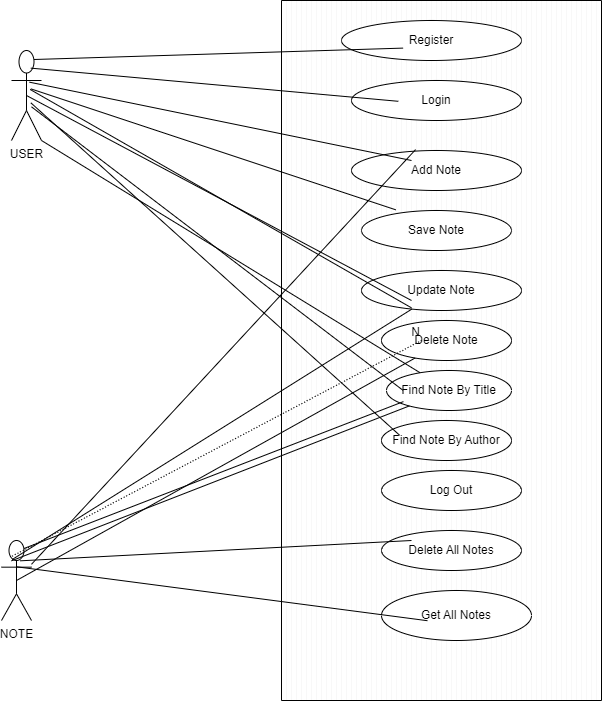 Register
Login
USER
Add Note
Save Note
Update Note
N
Delete Note
Find Note By Title
Find Note By Author
Log Out
Delete All Notes
Get All Notes
NOTE